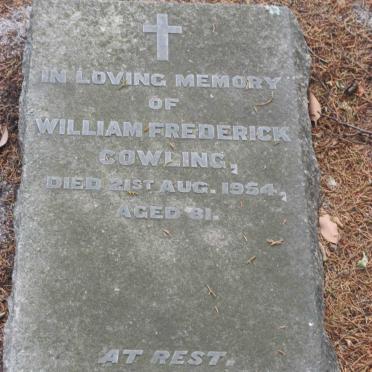 IN LOVING MEMORY
OF
WILLIAM FREDERICK
COWLING,
DIED 21ST AUG. 1954,
AGED 81.
AT REST.